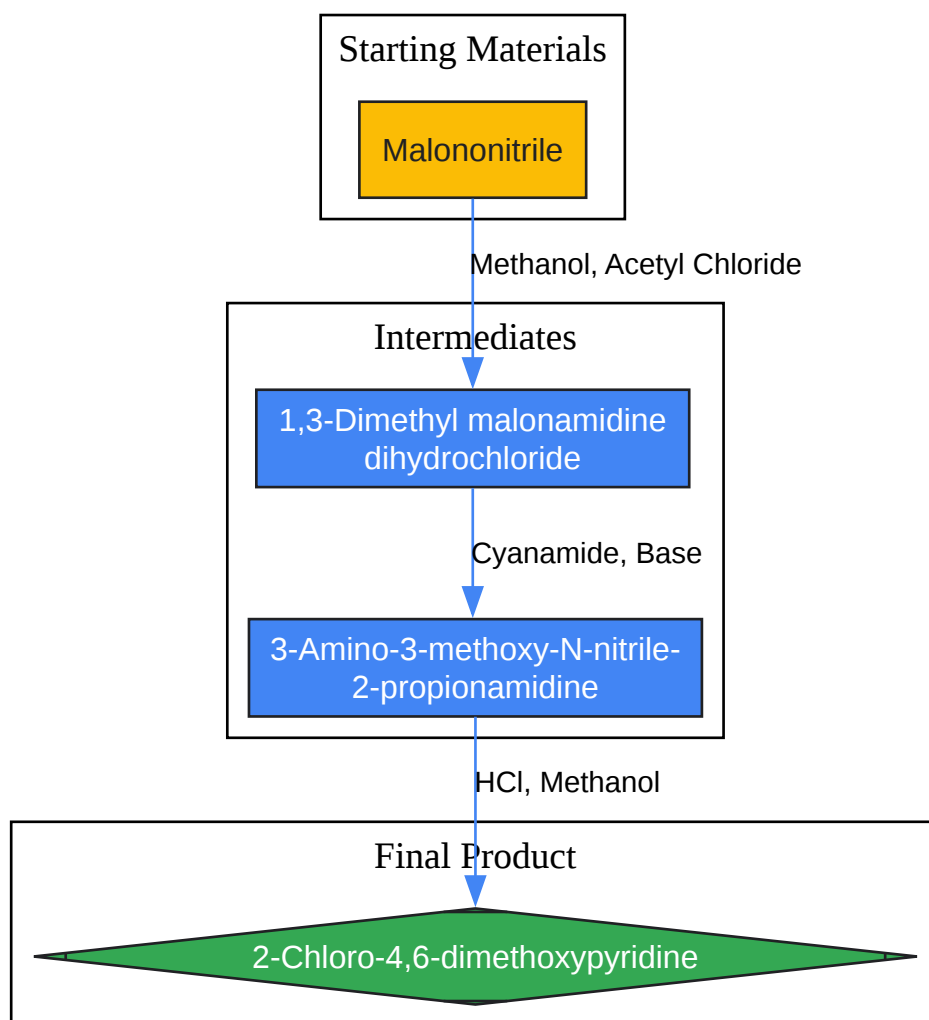 Starting Materials
Malononitrile
Methanol, Acetyl Chloride
Intermediates
1,3-Dimethyl malonamidine
dihydrochloride
Cyanamide, Base
3-Amino-3-methoxy-N-nitrile-
2-propionamidine
HCl, Methanol
Final Product
2-Chloro-4,6-dimethoxypyridine